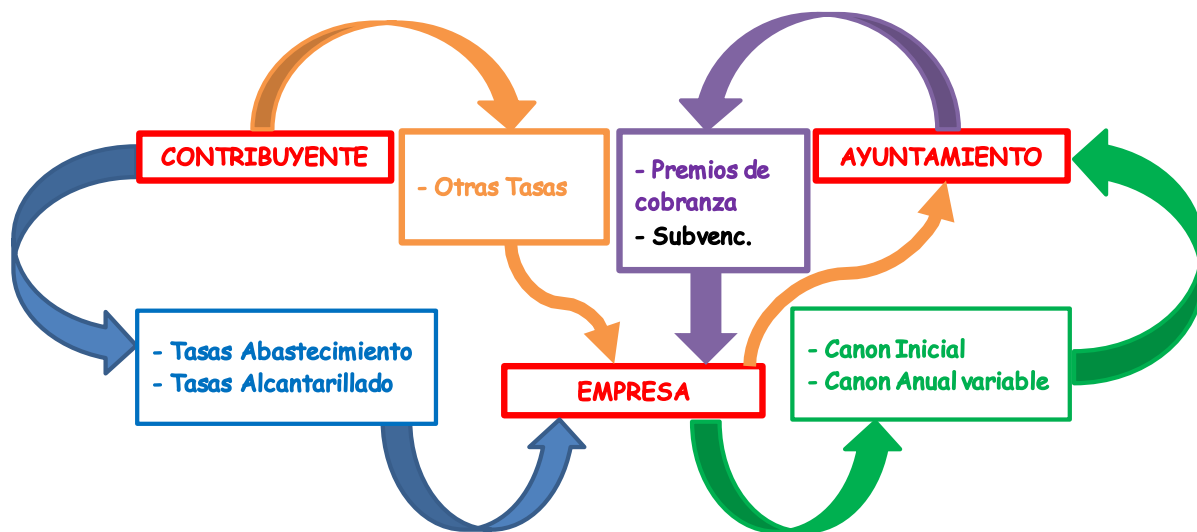 CONTRIBUYENTE
AYUNTAMIENTO
- Otras Tasas
- Premios de
cobranza
- Subvenc.
- Tasas Abastecimiento
- Tasas Alcantarillado
EMPRESA
- Canon Inicial
- Canon Anual variable